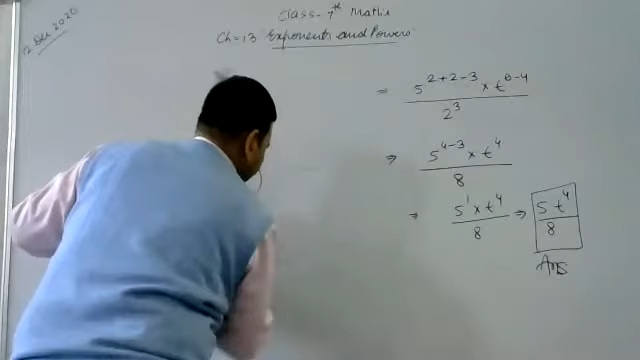 12 Dec 2020
Class - 7th Maths
Ch = 13 Exponents and Powers
= 5^{2+2-3} × t^{8-4} / 2^3
⇒ 5^{4-3} × t^4 / 8
⇒ 5^1 × t^4 / 8 ⇒ 5t^4 / 8
Ans